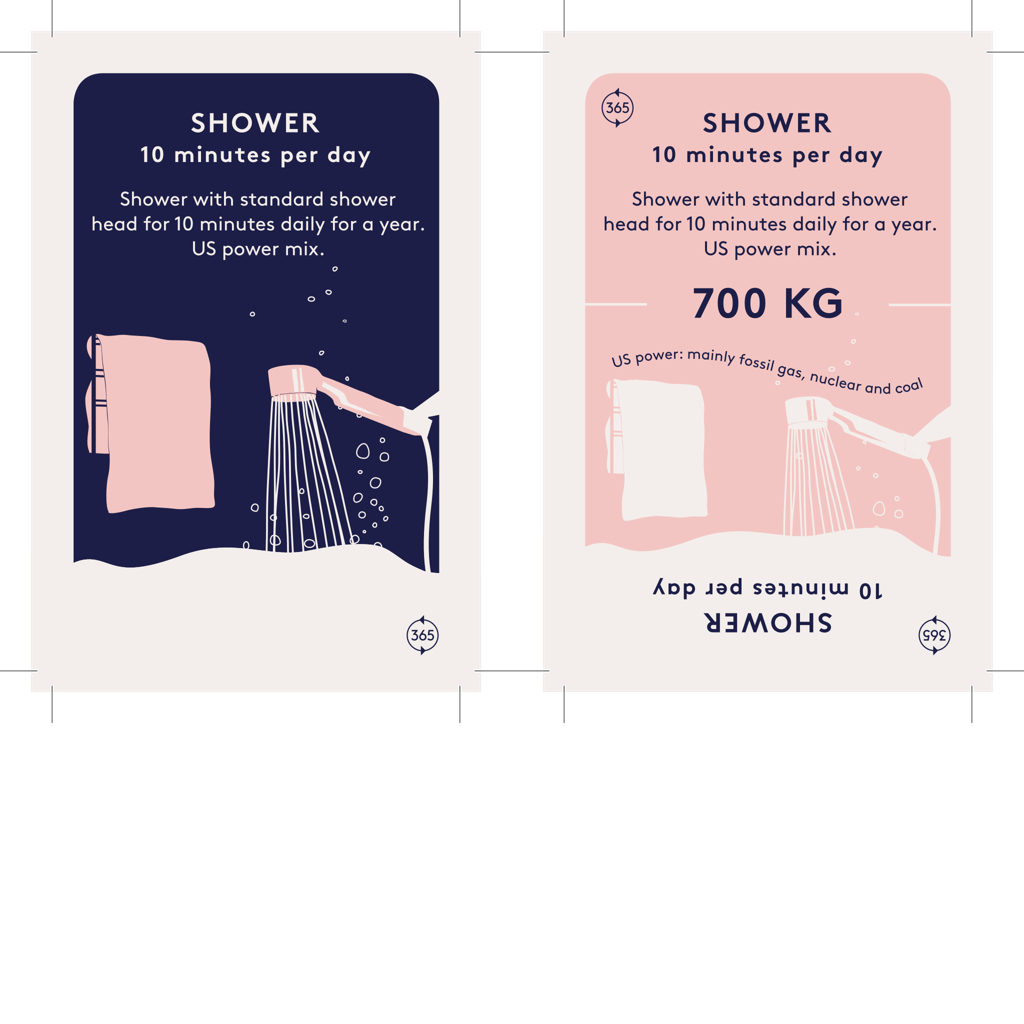 SHOWER
10 minutes per day
Shower with standard shower
head for 10 minutes daily for a year.
US power mix.
365
365
SHOWER
10 minutes per day
Shower with standard shower
head for 10 minutes daily for a year.
US power mix.
700 KG
US power: mainly fossil gas, nuclear and coal
SHOWER
10 minutes per day
365